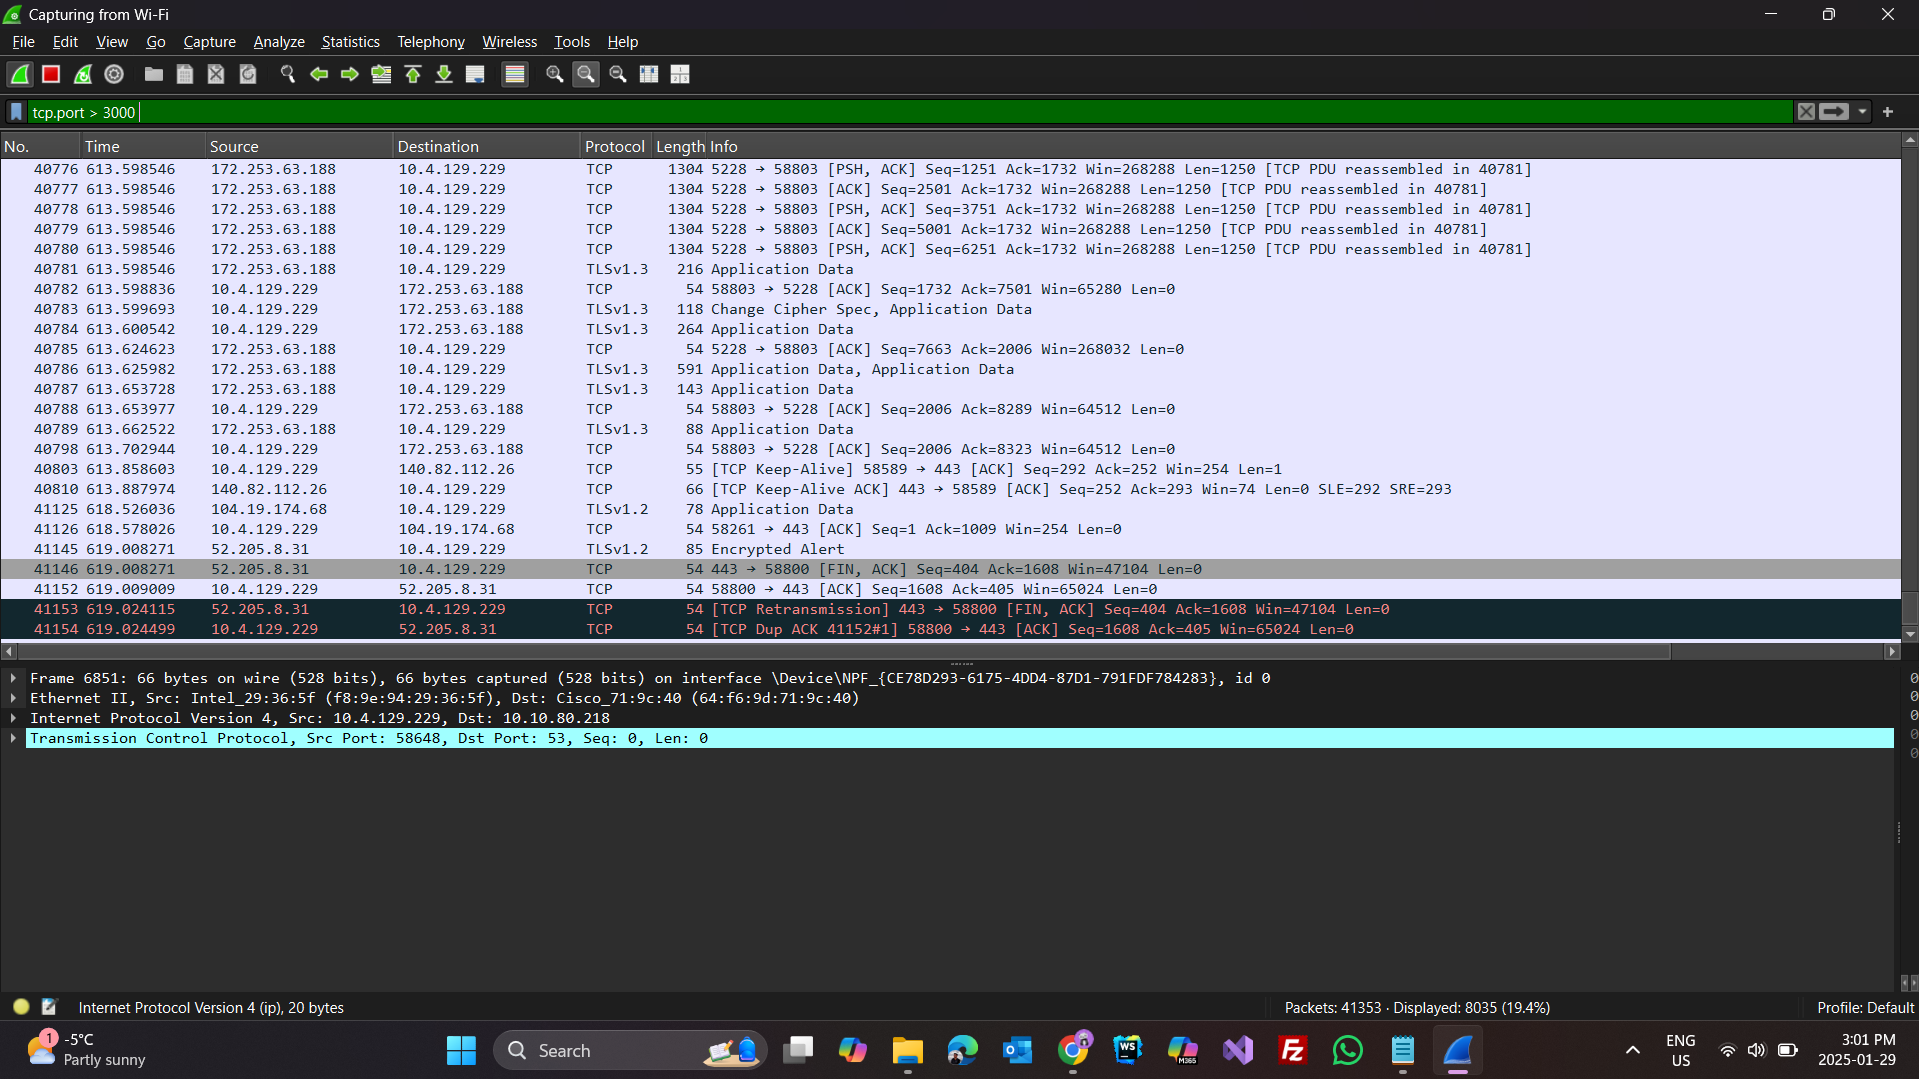 Capturing from Wi-Fi
File Edit View Go Capture Analyze Statistics Telephony Wireless Tools Help
tcp.port > 3000
No. Time Source Destination Protocol Length Info
40776 613.598546 172.253.63.188 10.4.129.229 TCP 1304 5228 → 58803 [PSH, ACK] Seq=1251 Ack=1732 Win=268288 Len=1250 [TCP PDU reassembled in 40781]
40777 613.598546 172.253.63.188 10.4.129.229 TCP 1304 5228 → 58803 [ACK] Seq=2501 Ack=1732 Win=268288 Len=1250 [TCP PDU reassembled in 40781]
40778 613.598546 172.253.63.188 10.4.129.229 TCP 1304 5228 → 58803 [PSH, ACK] Seq=3751 Ack=1732 Win=268288 Len=1250 [TCP PDU reassembled in 40781]
40779 613.598546 172.253.63.188 10.4.129.229 TCP 1304 5228 → 58803 [ACK] Seq=5001 Ack=1732 Win=268288 Len=1250 [TCP PDU reassembled in 40781]
40780 613.598546 172.253.63.188 10.4.129.229 TCP 1304 5228 → 58803 [PSH, ACK] Seq=6251 Ack=1732 Win=268288 Len=1250 [TCP PDU reassembled in 40781]
40781 613.598546 172.253.63.188 10.4.129.229 TLSv1.3 216 Application Data
40782 613.598836 10.4.129.229 172.253.63.188 TCP 54 58803 → 5228 [ACK] Seq=1732 Ack=7501 Win=65280 Len=0
40783 613.599693 10.4.129.229 172.253.63.188 TLSv1.3 118 Change Cipher Spec, Application Data
40784 613.600542 10.4.129.229 172.253.63.188 TLSv1.3 264 Application Data
40785 613.624623 172.253.63.188 10.4.129.229 TCP 54 5228 → 58803 [ACK] Seq=7663 Ack=2006 Win=268032 Len=0
40786 613.625982 172.253.63.188 10.4.129.229 TLSv1.3 591 Application Data, Application Data
40787 613.653728 172.253.63.188 10.4.129.229 TLSv1.3 143 Application Data
40788 613.653977 10.4.129.229 172.253.63.188 TCP 54 58803 → 5228 [ACK] Seq=2006 Ack=8289 Win=64512 Len=0
40789 613.662522 172.253.63.188 10.4.129.229 TLSv1.3 88 Application Data
40798 613.702944 10.4.129.229 172.253.63.188 TCP 54 58803 → 5228 [ACK] Seq=2006 Ack=8323 Win=64512 Len=0
40803 613.858603 10.4.129.229 140.82.112.26 TCP 55 [TCP Keep-Alive] 58589 → 443 [ACK] Seq=292 Ack=252 Win=254 Len=1
40810 613.887974 140.82.112.26 10.4.129.229 TCP 66 [TCP Keep-Alive ACK] 443 → 58589 [ACK] Seq=252 Ack=293 Win=74 Len=0 SLE=292 SRE=293
41125 618.526036 104.19.174.68 10.4.129.229 TLSv1.2 78 Application Data
41126 618.578026 10.4.129.229 104.19.174.68 TCP 54 58261 → 443 [ACK] Seq=1 Ack=1009 Win=254 Len=0
41145 619.008271 52.205.8.31 10.4.129.229 TLSv1.2 85 Encrypted Alert
41146 619.008271 52.205.8.31 10.4.129.229 TCP 54 443 → 58800 [FIN, ACK] Seq=404 Ack=1608 Win=47104 Len=0
41152 619.009009 10.4.129.229 52.205.8.31 TCP 54 58800 → 443 [ACK] Seq=1608 Ack=405 Win=65024 Len=0
41153 619.024115 52.205.8.31 10.4.129.229 TCP 54 [TCP Retransmission] 443 → 58800 [FIN, ACK] Seq=404 Ack=1608 Win=47104 Len=0
41154 619.024499 10.4.129.229 52.205.8.31 TCP 54 [TCP Dup ACK 41152#1] 58800 → 443 [ACK] Seq=1608 Ack=405 Win=65024 Len=0
Frame 6851: 66 bytes on wire (528 bits), 66 bytes captured (528 bits) on interface \Device\NPF_{CE78D293-6175-4DD4-87D1-791FDF784283}, id 0
Ethernet II, Src: Intel_29:36:5f (f8:9e:94:29:36:5f), Dst: Cisco_71:9c:40 (64:f6:9d:71:9c:40)
Internet Protocol Version 4, Src: 10.4.129.229, Dst: 10.10.80.218
Transmission Control Protocol, Src Port: 58648, Dst Port: 53, Seq: 0, Len: 0
0
0
0
0
0
Internet Protocol Version 4 (ip), 20 bytes Packets: 41353 · Displayed: 8035 (19.4%) Profile: Default
1 -5°C
Partly sunny
Search
WS
M365
Fz
ENG
US
3:01 PM
2025-01-29